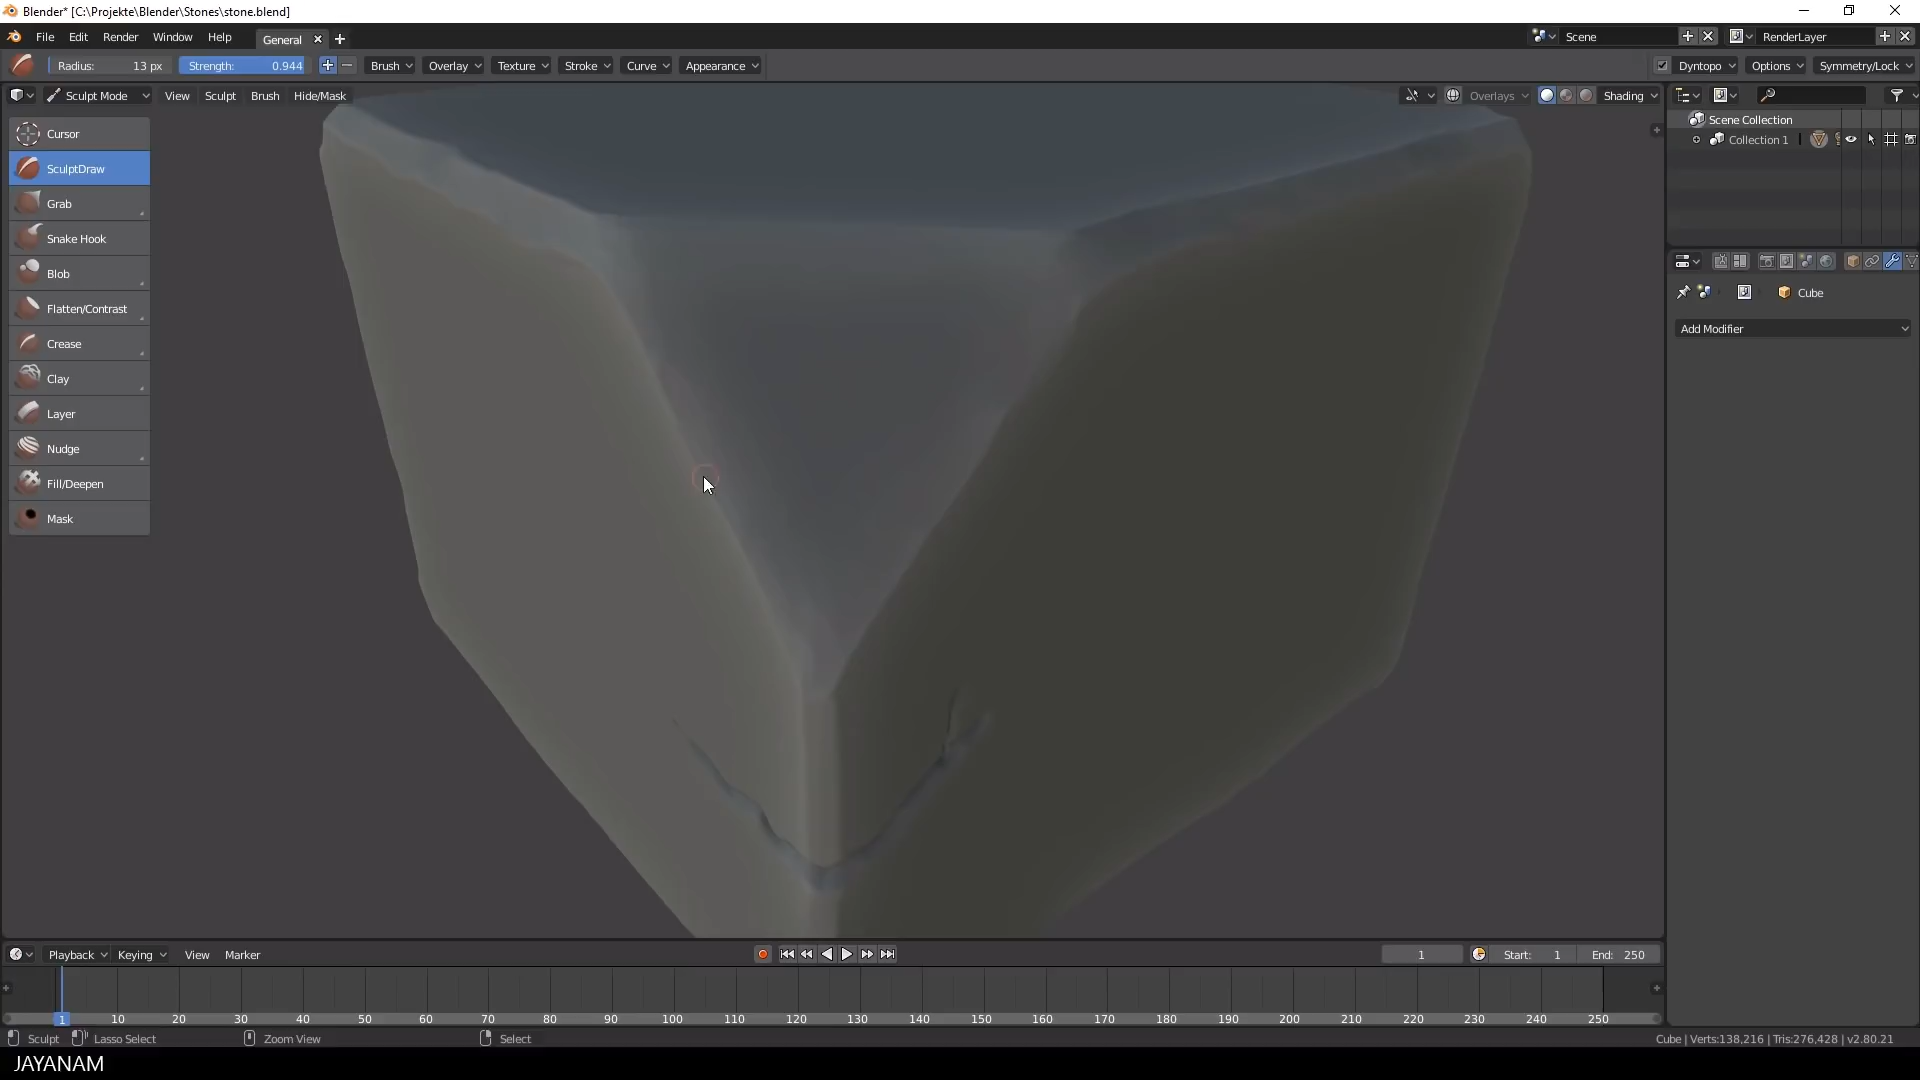 Blender* [C:\Projekte\Blender\Stones\stone.blend]
File Edit Render Window Help General Scene RenderLayer
Radius: 13 px Strength: 0.944 Brush Overlay Texture Stroke Curve Appearance Dyntopo Options Symmetry/Lock
Sculpt Mode View Sculpt Brush Hide/Mask Overlays Shading
Scene Collection
Collection 1
Cursor
SculptDraw
Grab
Snake Hook
Blob
Flatten/Contrast
Crease
Clay
Layer
Nudge
Fill/Deepen
Mask
Cube
Add Modifier
Playback Keying View Marker 1 Start: 1 End: 250
1 10 20 30 40 50 60 70 80 90 100 110 120 130 140 150 160 170 180 190 200 210 220 230 240 250
Sculpt Lasso Select Zoom View Select Cube | Verts:138,216 | Tris:276,428 | v2.80.21
JAYANAM